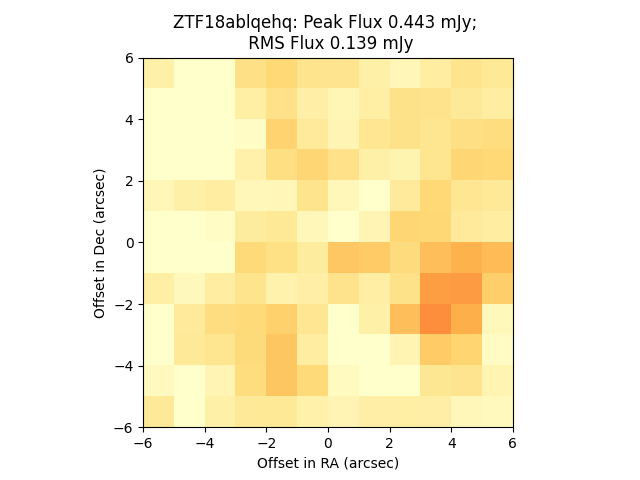 ZTF18ablqehq: Peak Flux 0.443 mJy;
RMS Flux 0.139 mJy
6
4
2
0
−2
−4
−6
Offset in Dec (arcsec)
−6 −4 −2 0 2 4 6
Offset in RA (arcsec)